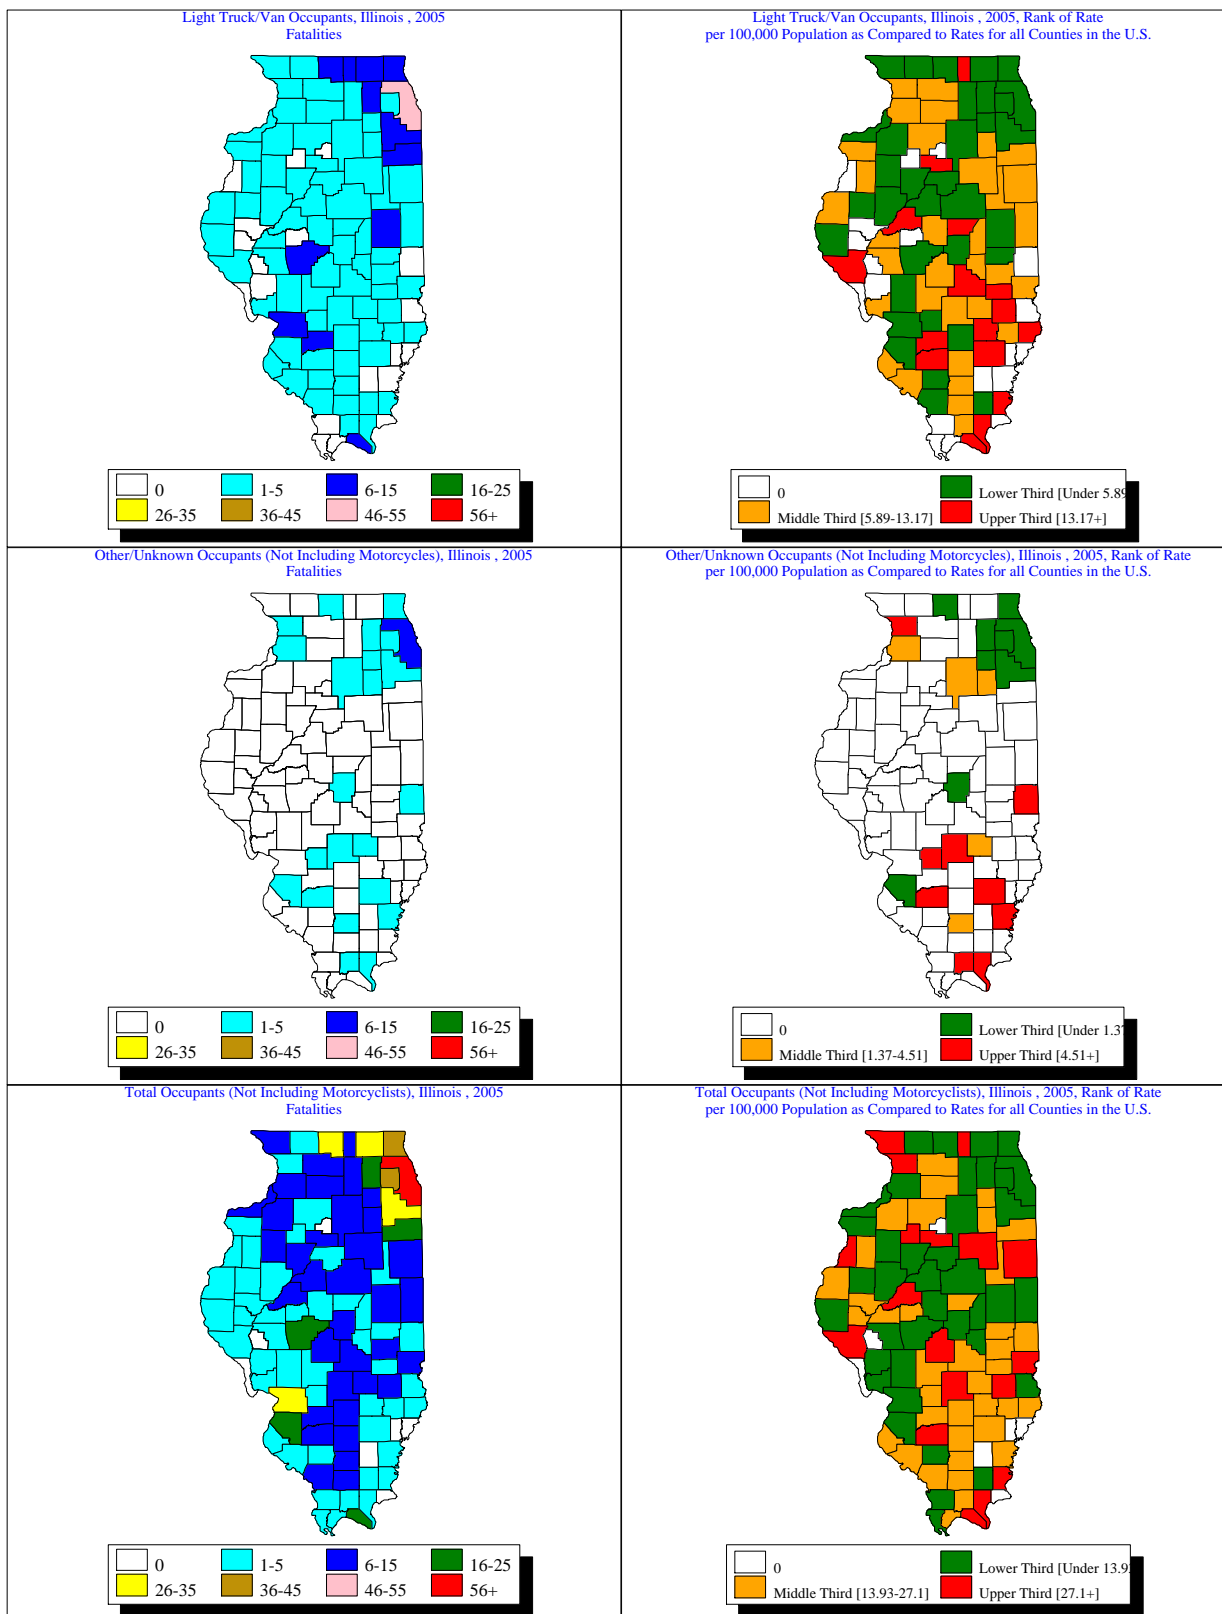 Light Truck/Van Occupants, Illinois , 2005
Fatalities
0
1-5
6-15
16-25
26-35
36-45
46-55
56+
Light Truck/Van Occupants, Illinois , 2005, Rank of Rate
per 100,000 Population as Compared to Rates for all Counties in the U.S.
0
Lower Third [Under 5.89
Middle Third [5.89-13.17]
Upper Third [13.17+]
Other/Unknown Occupants (Not Including Motorcycles), Illinois , 2005
Fatalities
0
1-5
6-15
16-25
26-35
36-45
46-55
56+
Other/Unknown Occupants (Not Including Motorcycles), Illinois , 2005, Rank of Rate
per 100,000 Population as Compared to Rates for all Counties in the U.S.
0
Lower Third [Under 1.37
Middle Third [1.37-4.51]
Upper Third [4.51+]
Total Occupants (Not Including Motorcyclists), Illinois , 2005
Fatalities
0
1-5
6-15
16-25
26-35
36-45
46-55
56+
Total Occupants (Not Including Motorcyclists), Illinois , 2005, Rank of Rate
per 100,000 Population as Compared to Rates for all Counties in the U.S.
0
Lower Third [Under 13.9
Middle Third [13.93-27.1]
Upper Third [27.1+]